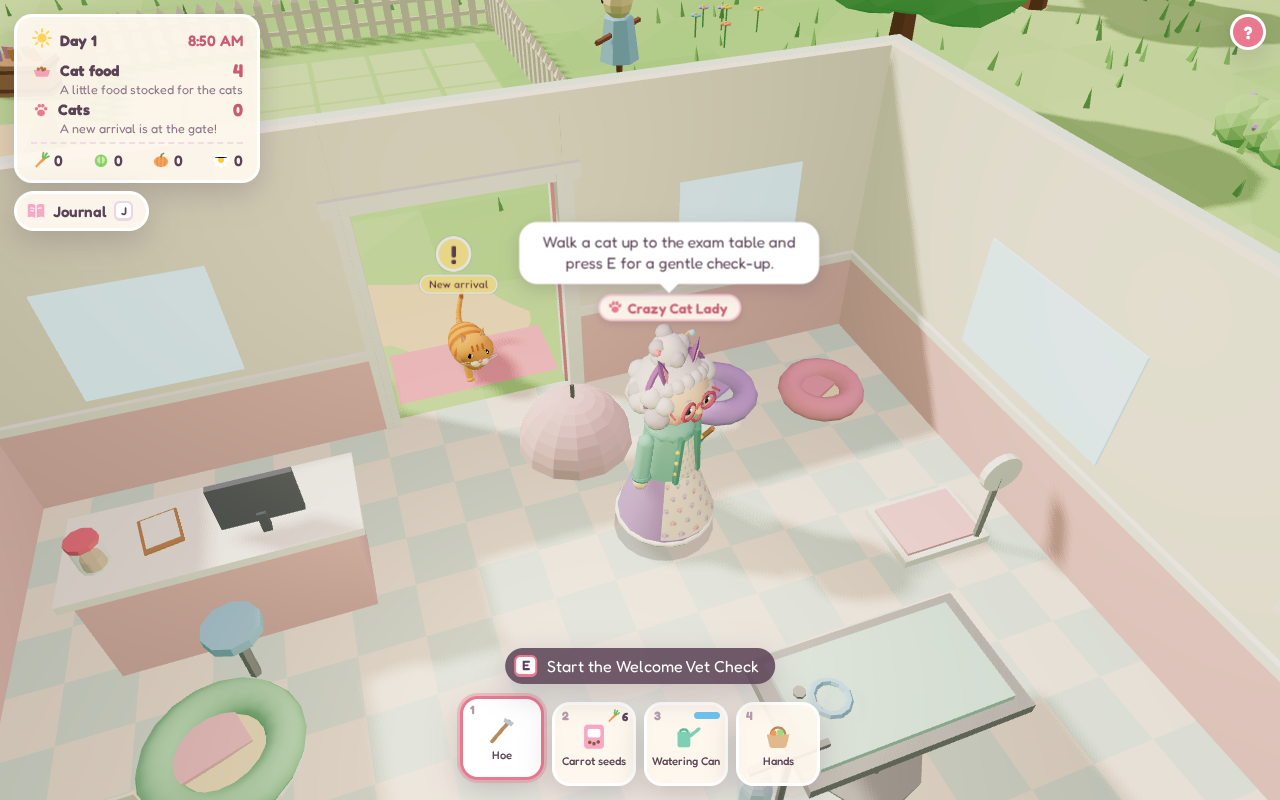 Day 1 8:50 AM
Cat food 4
A little food stocked for the cats
Cats 0
A new arrival is at the gate!
0 0 0 0
Journal J
?
!
New arrival
Walk a cat up to the exam table and
press E for a gentle check-up.
Crazy Cat Lady
E Start the Welcome Vet Check
1
Hoe
2 6
Carrot seeds
3
Watering Can
4
Hands